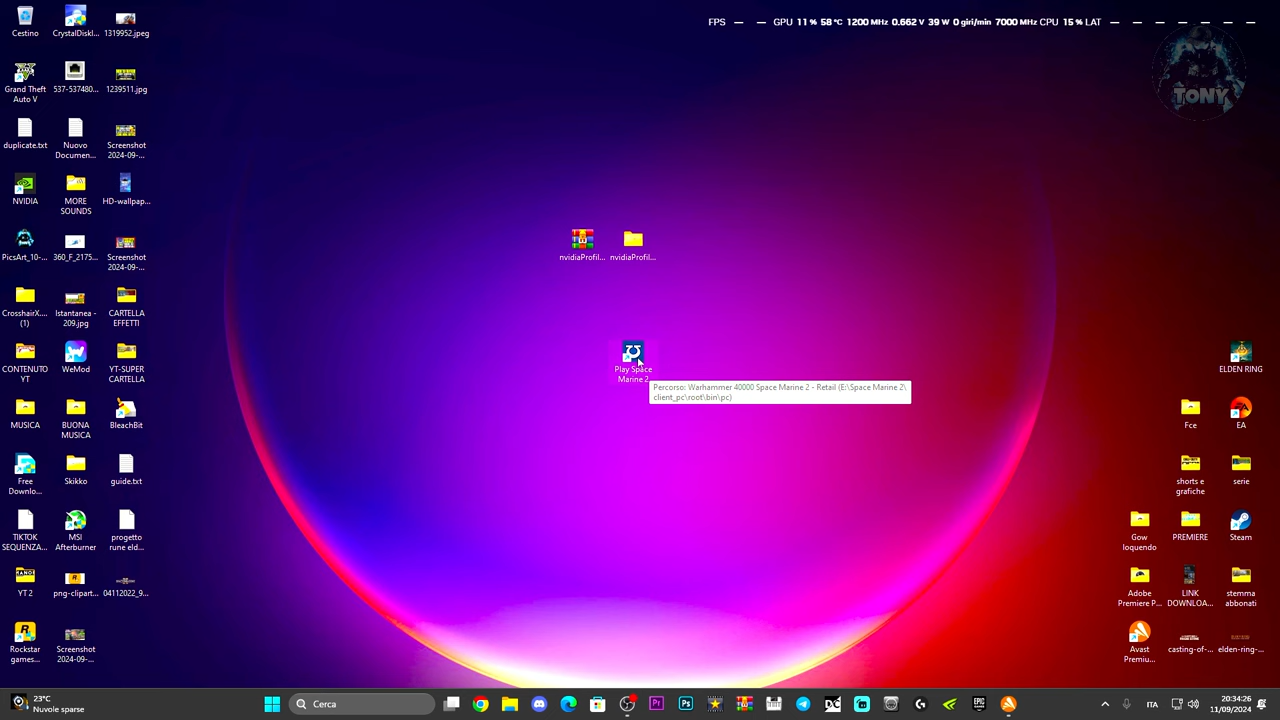 FPS — — GPU 11 % 58 °C 1200 MHz 0.662 V 39 W 0 giri/min 7000 MHz CPU 15 % LAT — — — — — — —
TONY
Cestino
CrystalDiskI...
1319952.jpeg
Grand Theft
Auto V
537-537480...
1239511.jpg
duplicate.txt
Nuovo
Documen...
Screenshot
2024-09-...
NVIDIA
MORE
SOUNDS
HD-wallpap...
PicsArt_10-...
360_F_2175...
Screenshot
2024-09-...
nvidiaProfil...
nvidiaProfil...
CrosshairX....
(1)
Istantanea -
209.jpg
CARTELLA
EFFETTI
CONTENUTO
YT
WeMod
YT-SUPER
CARTELLA
Play Space
Marine 2
Percorso: Warhammer 40000 Space Marine 2 - Retail (E:\Space Marine 2\
client_pc\root\bin\pc)
ELDEN RING
MUSICA
BUONA
MUSICA
BleachBit
Fce
EA
Free
Downlo...
Skikko
guide.txt
shorts e
grafiche
serie
TIKTOK
SEQUENZA...
MSI
Afterburner
progetto
rune eld...
Gow
loquendo
PREMIERE
Steam
YT 2
png-clipart...
04112022_9...
Adobe
Premiere P...
LINK
DOWNLOA...
stemma
abbonati
Rockstar
games...
Screenshot
2024-09-...
Avast
Premiu...
casting-of-...
elden-ring-...
23°C
Nuvole sparse
Cerca
ITA
20:34:26
11/09/2024